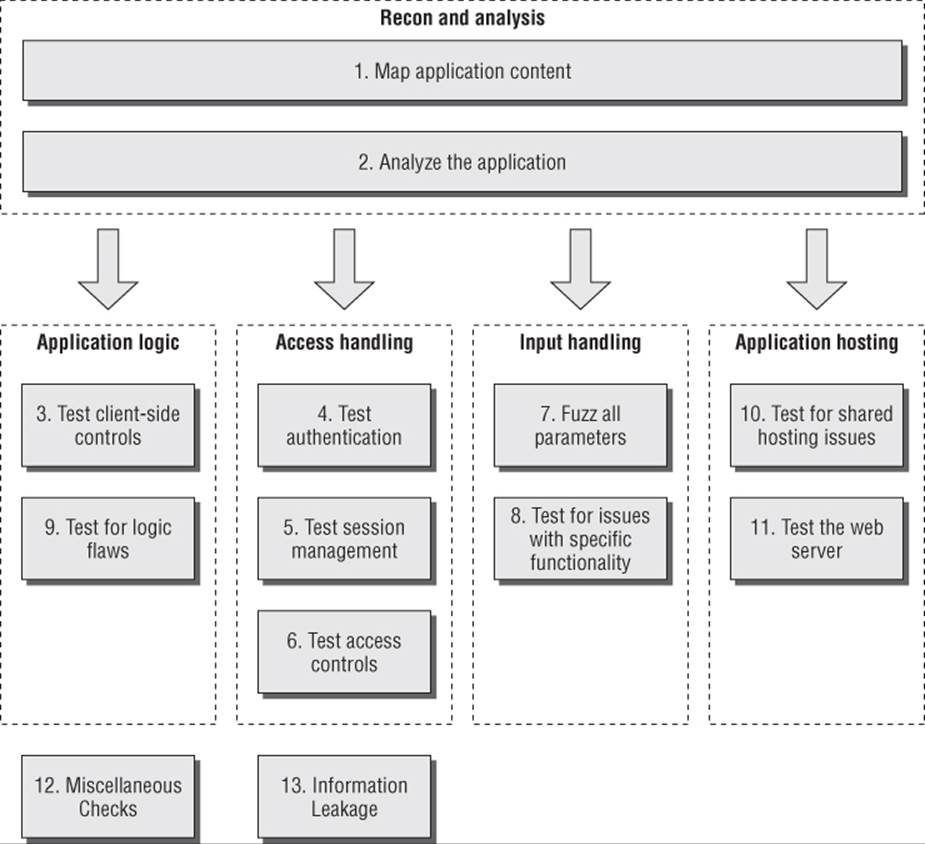 Recon and analysis
1. Map application content
2. Analyze the application
Application logic
3. Test client-side
controls
9. Test for logic
flaws
Access handling
4. Test
authentication
5. Test session
management
6. Test access
controls
Input handling
7. Fuzz all
parameters
8. Test for issues
with specific
functionality
Application hosting
10. Test for shared
hosting issues
11. Test the web
server
12. Miscellaneous
Checks
13. Information
Leakage